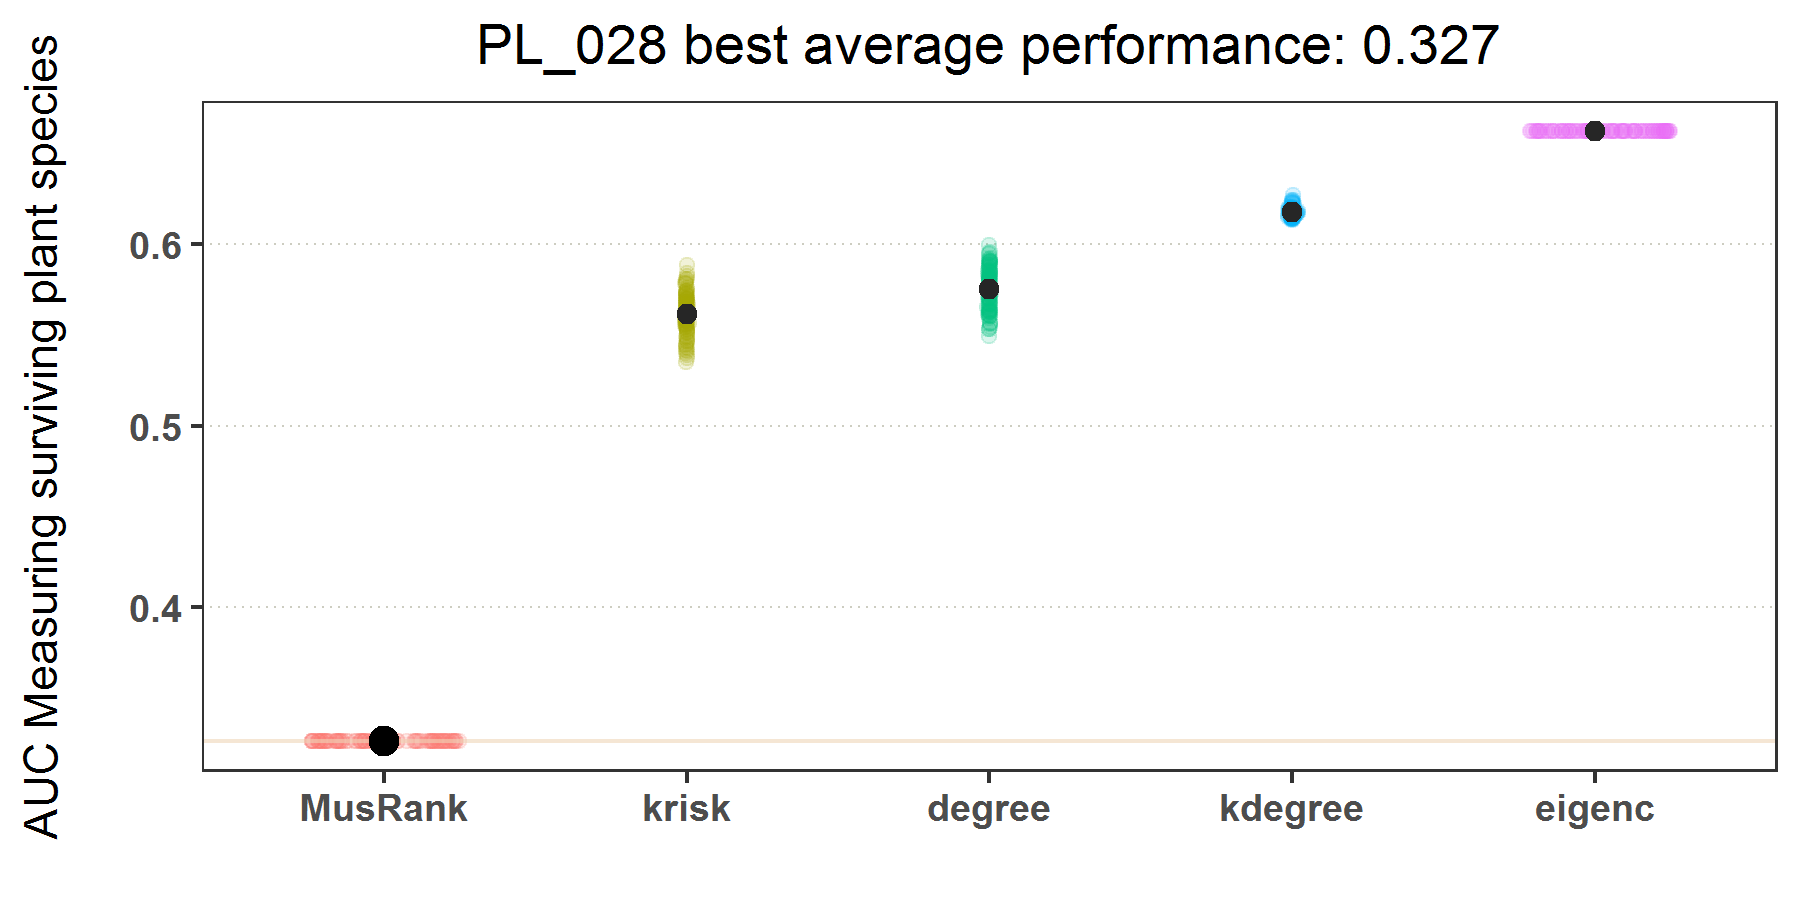 PL_028 best average performance: 0.327
AUC Measuring surviving plant species
0.6
0.5
0.4
MusRank krisk degree kdegree eigenc